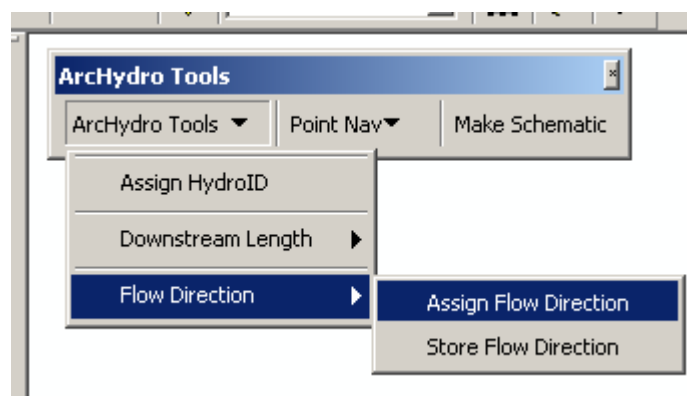 ArcHydro Tools
ArcHydro Tools Point Nav Make Schematic
Assign HydroID
Downstream Length
Flow Direction
Assign Flow Direction
Store Flow Direction